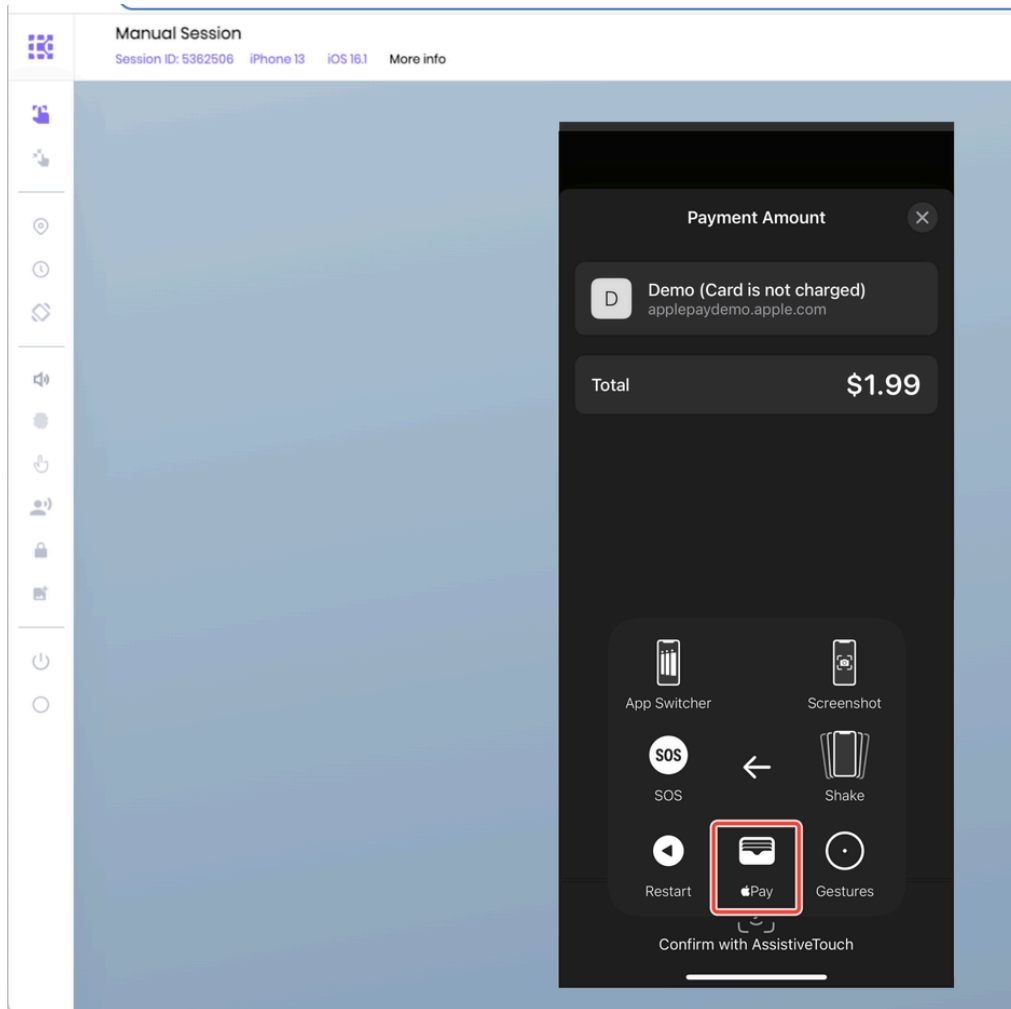 Manual Session
Session ID: 5362506 iPhone 13 iOS 16.1 More info
Payment Amount
D
Demo (Card is not charged)
applepaydemo.apple.com
Total $1.99
App Switcher Screenshot
SOS
SOS Shake
Restart Pay Gestures
Confirm with AssistiveTouch